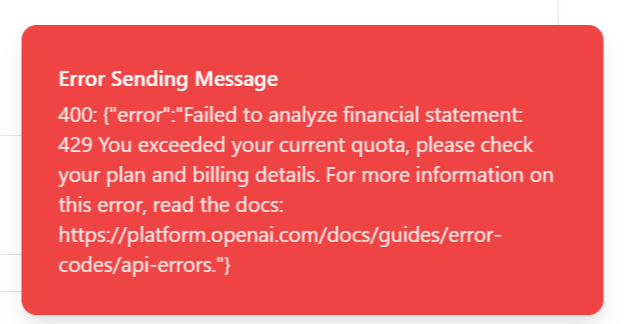 Error Sending Message
400: {"error":"Failed to analyze financial statement:
429 You exceeded your current quota, please check
your plan and billing details. For more information on
this error, read the docs:
https://platform.openai.com/docs/guides/error-
codes/api-errors."}